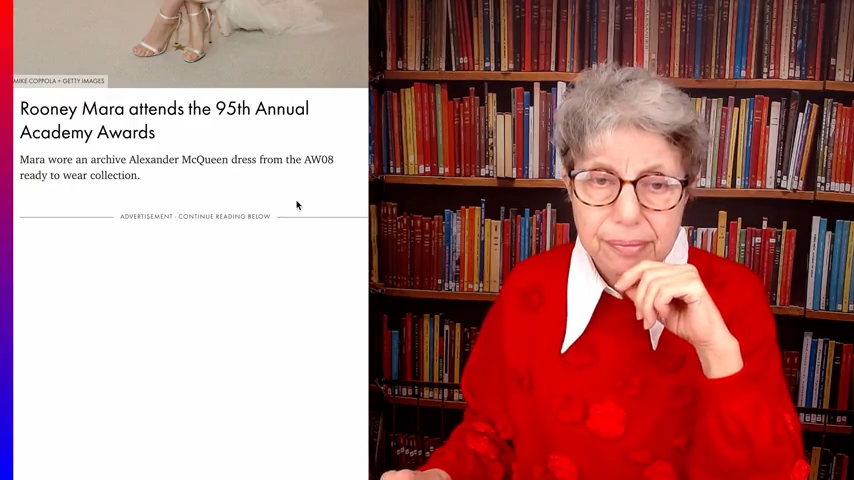 MIKE COPPOLA • GETTY IMAGES
Rooney Mara attends the 95th Annual
Academy Awards
Mara wore an archive Alexander McQueen dress from the AW08
ready to wear collection.
ADVERTISEMENT - CONTINUE READING BELOW